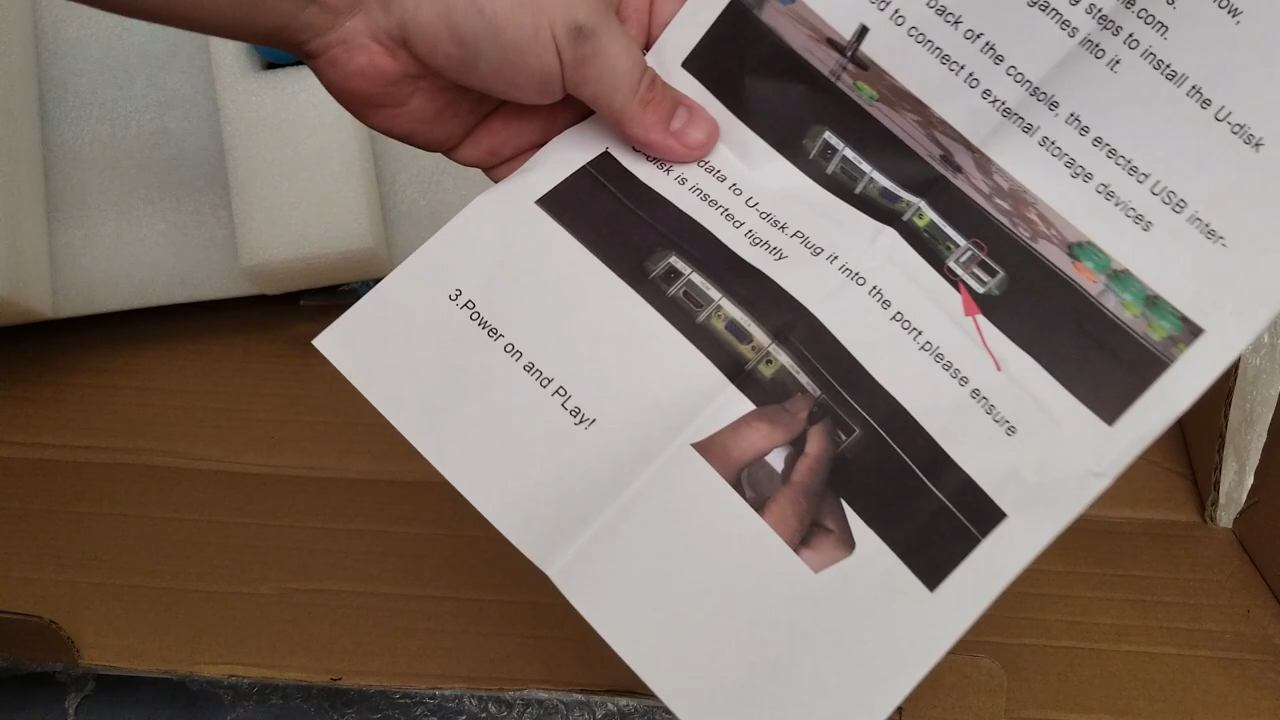 low,
s.
ne.com.
g steps to install the U-disk
games into it.
back of the console, the erected USB inter-
ed to connect to external storage devices
data to U-disk.Plug it into the port.please ensure
disk is inserted tightly
3.Power on and PLay!